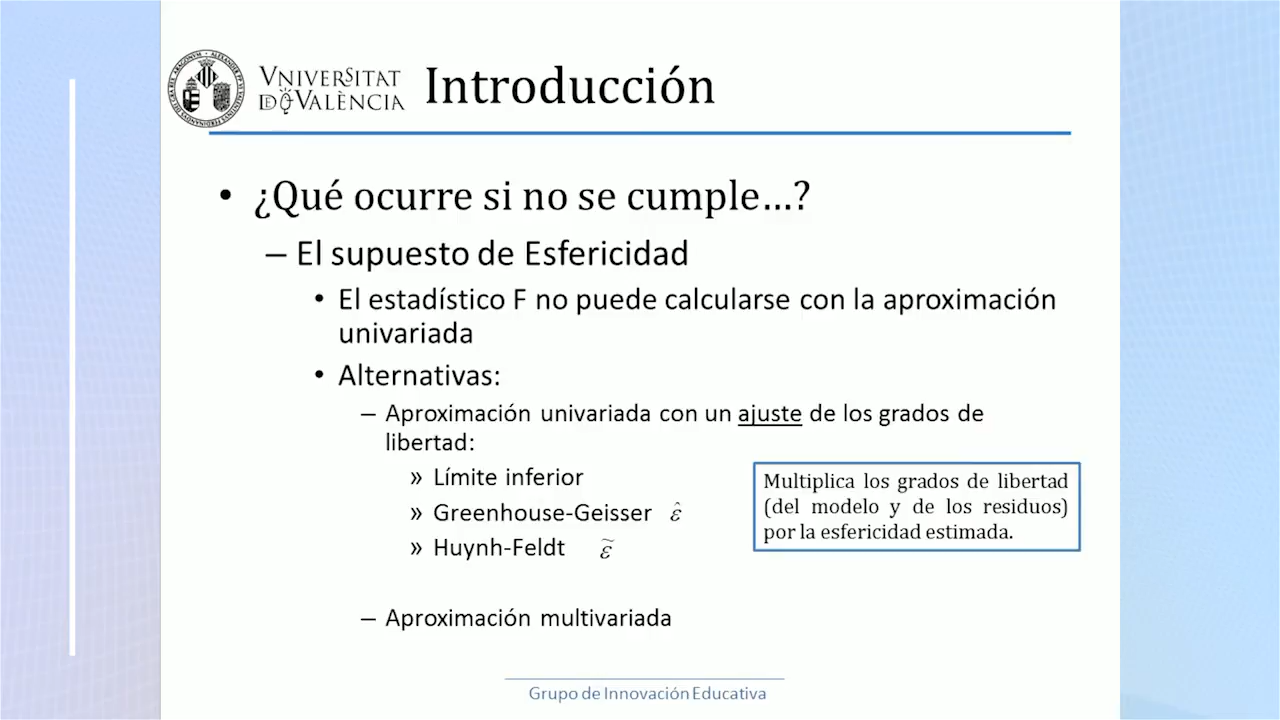 VNIVERSITAT
DE VALÈNCIA
Introducción
• ¿Qué ocurre si no se cumple...?
– El supuesto de Esfericidad
• El estadístico F no puede calcularse con la aproximación
univariada
• Alternativas:
– Aproximación univariada con un ajuste de los grados de
libertad:
» Límite inferior
» Greenhouse-Geisser ε̂
» Huynh-Feldt ε̃
Multiplica los grados de libertad
(del modelo y de los residuos)
por la esfericidad estimada.
– Aproximación multivariada
Grupo de Innovación Educativa